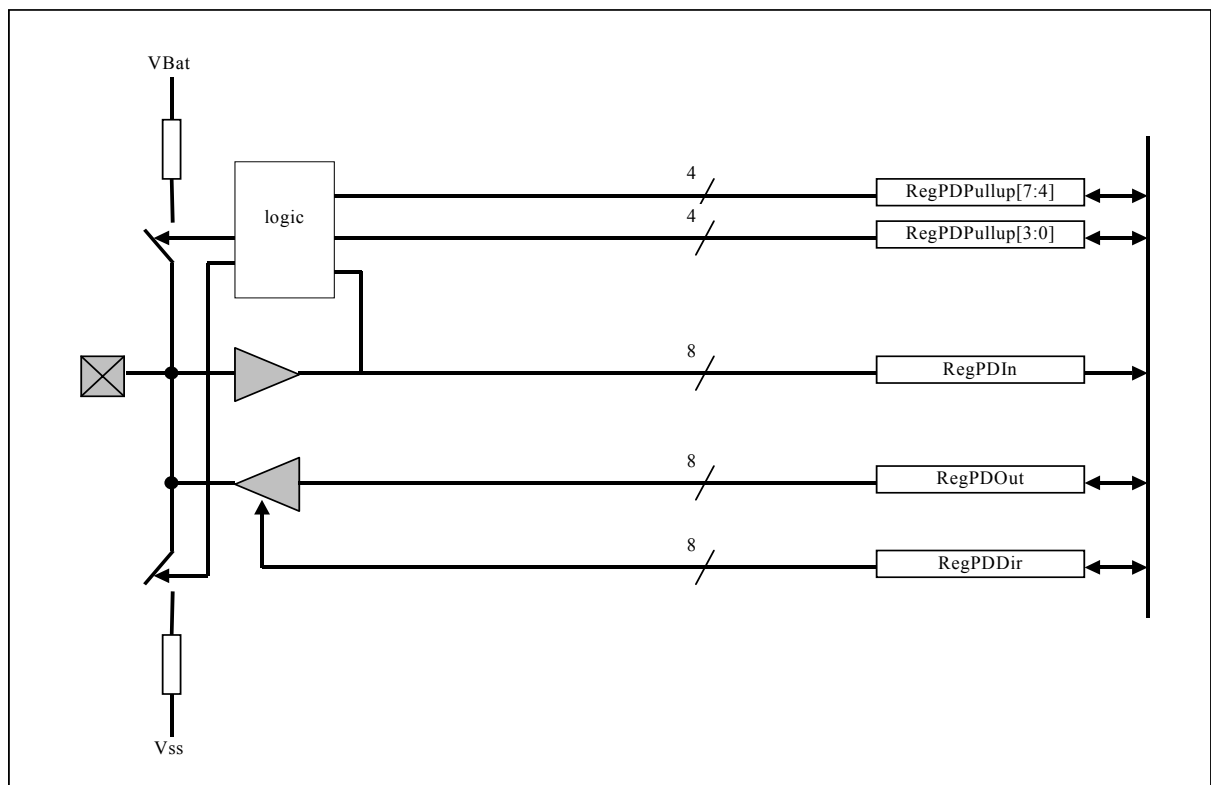 VBat
4
RegPDPullup[7:4]
logic
4
RegPDPullup[3:0]
8
RegPDIn
8
RegPDOut
8
RegPDDir
Vss